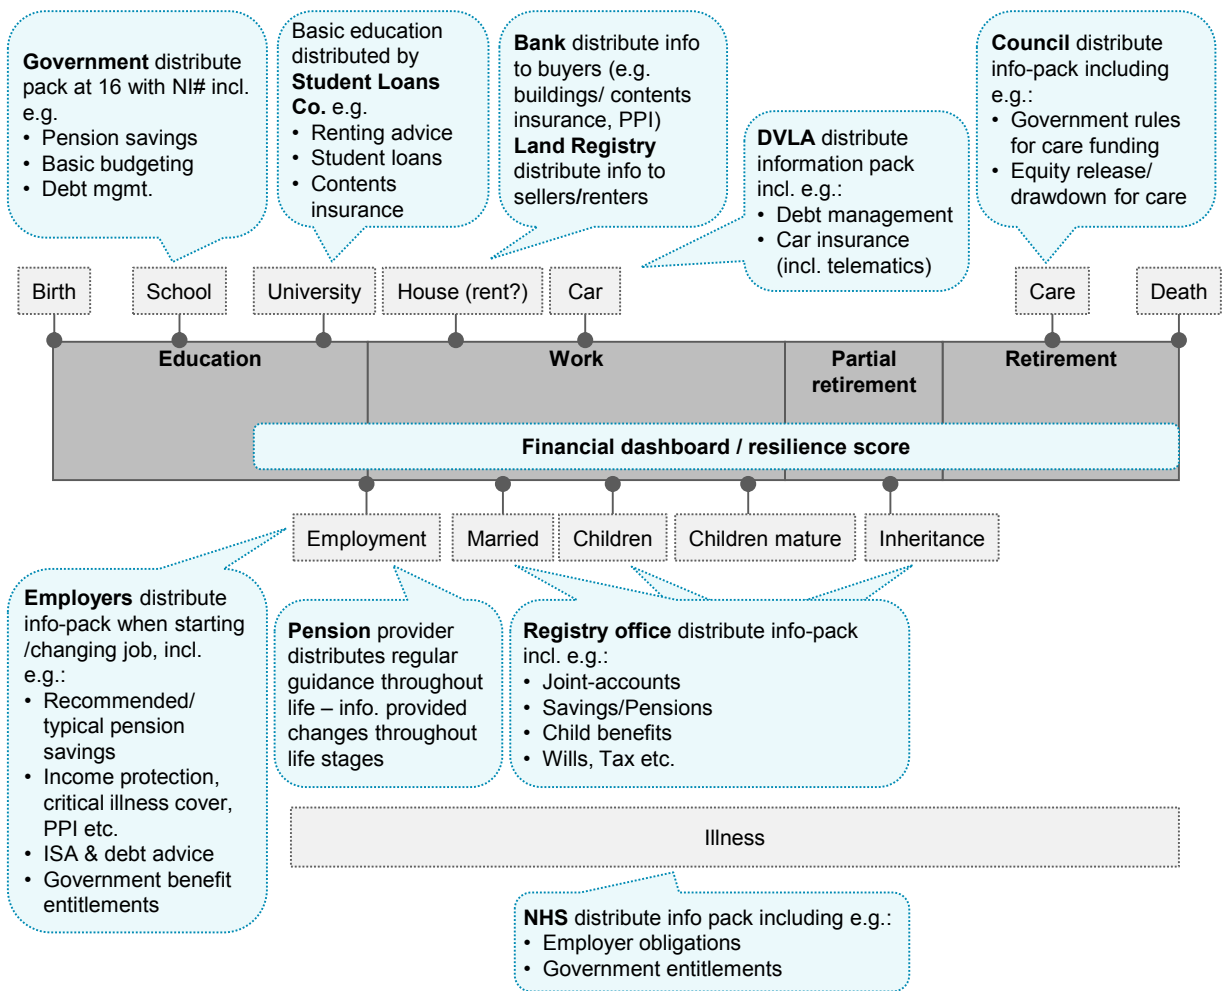 Government distribute
pack at 16 with NI# incl.
e.g.
• Pension savings
• Basic budgeting
• Debt mgmt.
Basic education
distributed by
Student Loans
Co. e.g.
• Renting advice
• Student loans
• Contents
insurance
Bank distribute info
to buyers (e.g.
buildings/ contents
insurance, PPI)
Land Registry
distribute info to
sellers/renters
DVLA distribute
information pack
incl. e.g.:
• Debt management
• Car insurance
(incl. telematics)
Council distribute
info-pack including
e.g.:
• Government rules
for care funding
• Equity release/
drawdown for care
Birth
School
University
House (rent?)
Car
Care
Death
Education
Work
Partial
retirement
Retirement
Financial dashboard / resilience score
Employment
Married
Children
Children mature
Inheritance
Employers distribute
info-pack when starting
/changing job, incl.
e.g.:
• Recommended/
typical pension
savings
• Income protection,
critical illness cover,
PPI etc.
• ISA & debt advice
• Government benefit
entitlements
Pension provider
distributes regular
guidance throughout
life – info. provided
changes throughout
life stages
Registry office distribute info-pack
incl. e.g.:
• Joint-accounts
• Savings/Pensions
• Child benefits
• Wills, Tax etc.
Illness
NHS distribute info pack including e.g.:
• Employer obligations
• Government entitlements